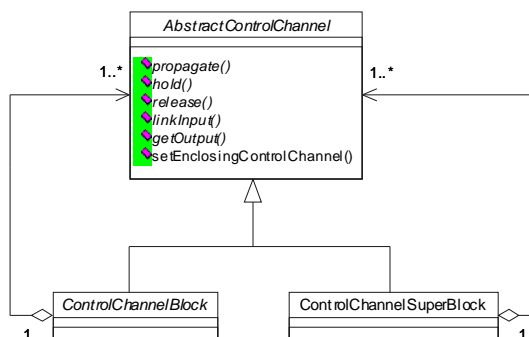 AbstractControlChannel
1..*
1..*
propagate()
hold()
release()
linkInput()
getOutput()
setEnclosingControlChannel()
ControlChannelBlock
ControlChannelSuperBlock
1
1